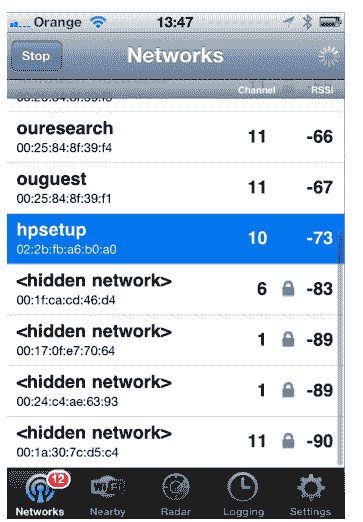 Orange 13:47
Stop Networks
Channel RSSI
ouresearch
00:25:84:8f:39:f4 11 -66
ouguest
00:25:84:8f:39:f1 11 -67
hpsetup
02:2b:fb:a6:b0:a0 10 -73
<hidden network>
00:1f:ca:cd:46:d4 6 -83
<hidden network>
00:17:0f:e7:70:64 1 -89
<hidden network>
00:24:c4:ae:63:93 1 -89
<hidden network>
00:1a:30:7c:d5:c4 11 -90
12
WiFi
Networks Nearby Radar Logging Settings